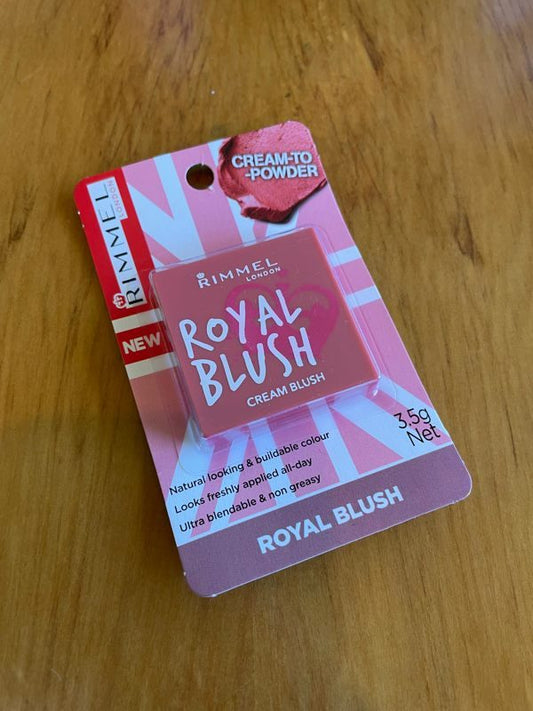 CREAM-TO
-POWDER
RIMMEL
LONDON
NEW
RIMMEL
LONDON
ROYAL
BLUSH
CREAM BLUSH
3.5g
Net
Natural looking & buildable colour
Looks freshly applied all-day
Ultra blendable & non greasy
ROYAL BLUSH